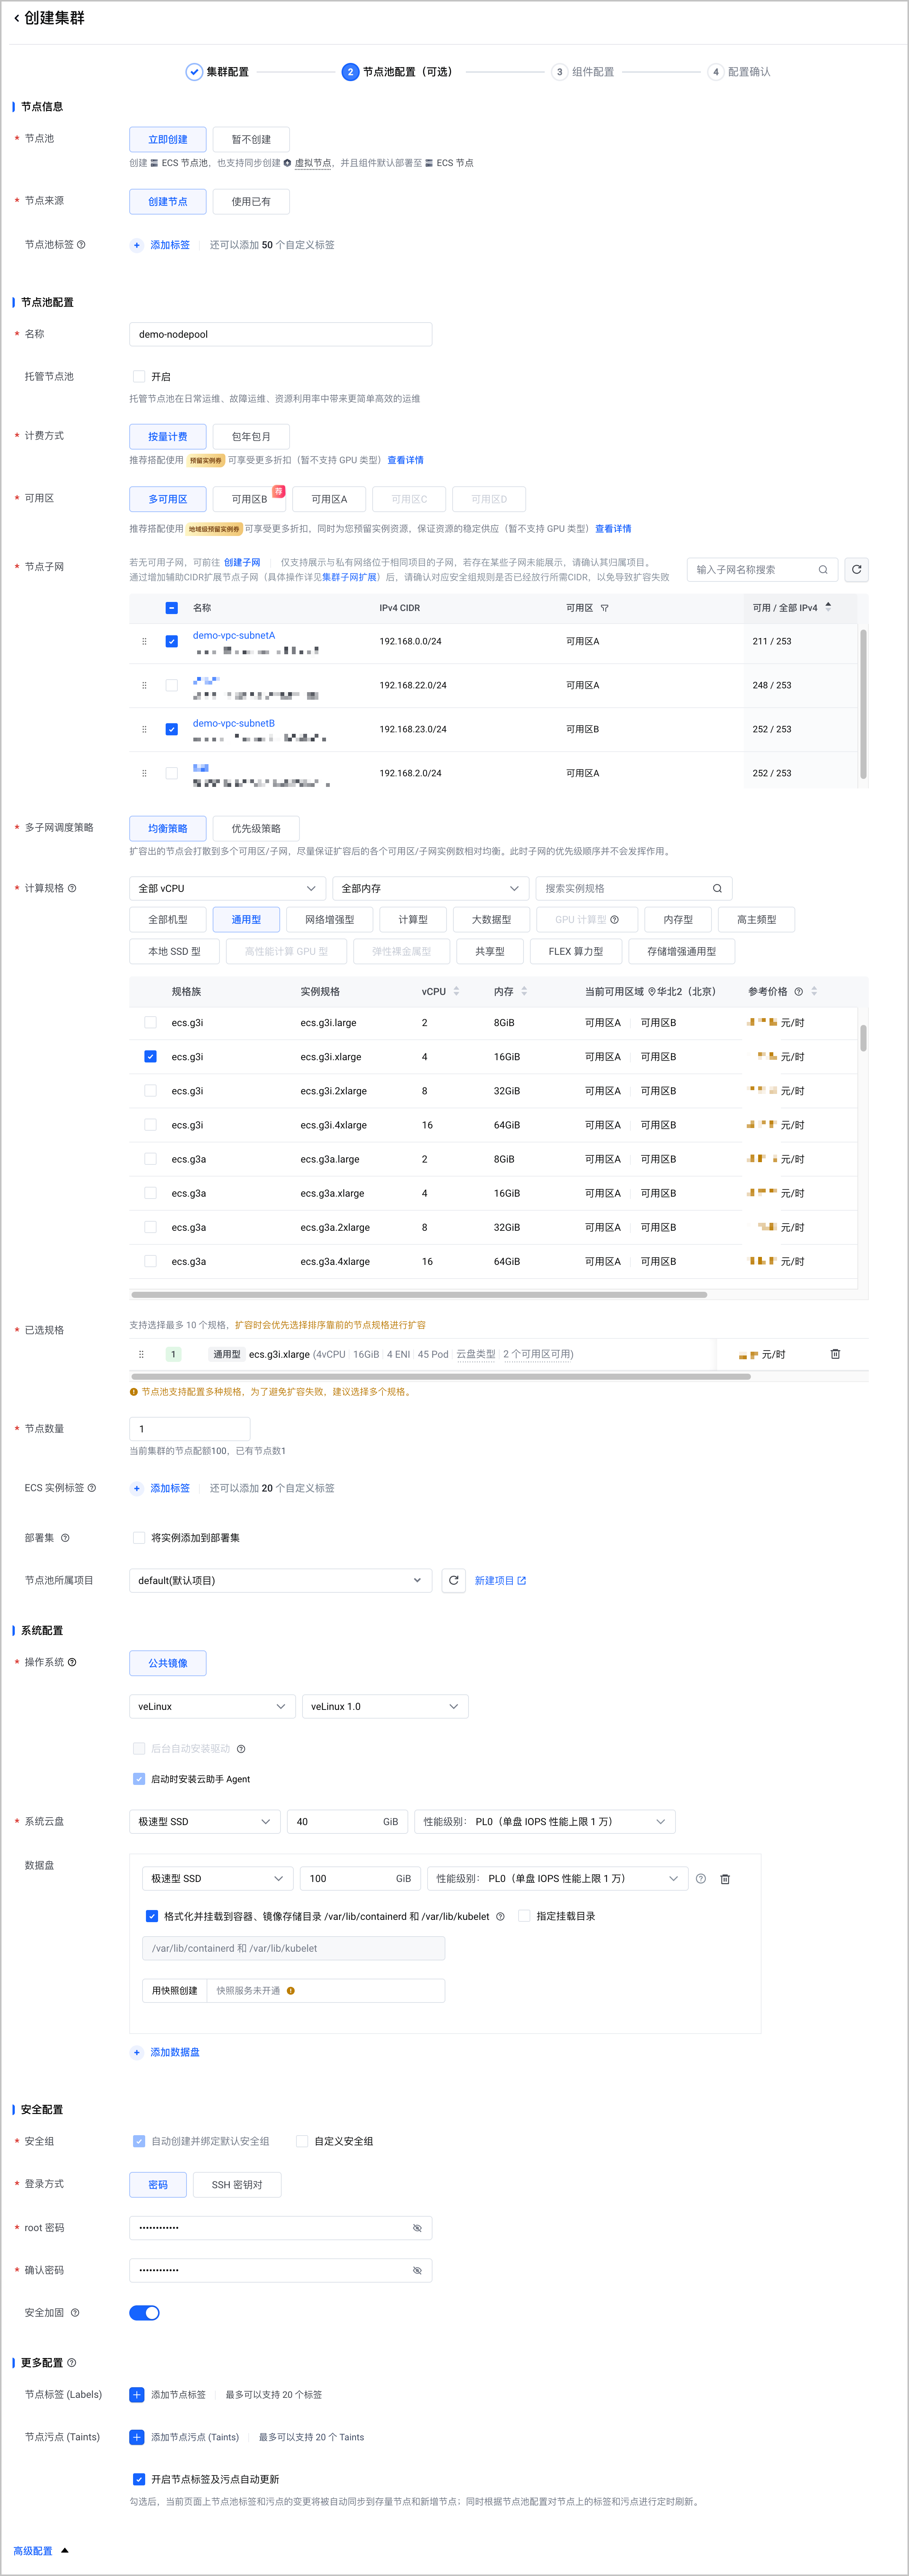 创建集群
集群配置
2 节点池配置（可选）
3 组件配置
4 配置确认
节点信息
* 节点池
立即创建 暂不创建
创建 ECS 节点池，也支持同步创建 虚拟节点，并且组件默认部署至 ECS 节点
* 节点来源
创建节点 使用已有
节点池标签
+ 添加标签 还可以添加 50 个自定义标签
节点池配置
* 名称
demo-nodepool
托管节点池
开启
托管节点池在日常运维、故障运维、资源利用率中带来更简单高效的运维
* 计费方式
按量计费 包年包月
推荐搭配使用 预留实例券 可享受更多折扣（暂不支持 GPU 类型）查看详情
* 可用区
多可用区 可用区B 荐 可用区A 可用区C 可用区D
推荐搭配使用 地域级预留实例券 可享受更多折扣，同时为您预留实例资源，保证资源的稳定供应（暂不支持 GPU 类型）查看详情
* 节点子网
若无可用子网，可前往 创建子网 仅支持展示与私有网络位于相同项目的子网，若存在某些子网未能展示，请确认其归属项目。
通过增加辅助CIDR扩展节点子网（具体操作详见集群子网扩展）后，请确认对应安全组规则是否已经放行所需CIDR，以免导致扩容失败
输入子网名称搜索
名称 IPv4 CIDR 可用区 可用 / 全部 IPv4
demo-vpc-subnetA 192.168.0.0/24 可用区A 211 / 253
192.168.22.0/24 可用区A 248 / 253
demo-vpc-subnetB 192.168.23.0/24 可用区B 252 / 253
192.168.2.0/24 可用区A 252 / 253
* 多子网调度策略
均衡策略 优先级策略
扩容出的节点会打散到多个可用区/子网，尽量保证扩容后的各个可用区/子网实例数相对均衡。此时子网的优先级顺序并不会发挥作用。
* 计算规格
全部 vCPU 全部内存 搜索实例规格
全部机型 通用型 网络增强型 计算型 大数据型 GPU 计算型 内存型 高主频型
本地 SSD 型 高性能计算 GPU 型 弹性裸金属型 共享型 FLEX 算力型 存储增强通用型
规格族 实例规格 vCPU 内存 当前可用区域 华北2（北京） 参考价格
ecs.g3i ecs.g3i.large 2 8GiB 可用区A 可用区B 元/时
ecs.g3i ecs.g3i.xlarge 4 16GiB 可用区A 可用区B 元/时
ecs.g3i ecs.g3i.2xlarge 8 32GiB 可用区A 可用区B 元/时
ecs.g3i ecs.g3i.4xlarge 16 64GiB 可用区A 可用区B 元/时
ecs.g3a ecs.g3a.large 2 8GiB 可用区A 可用区B 元/时
ecs.g3a ecs.g3a.xlarge 4 16GiB 可用区A 可用区B 元/时
ecs.g3a ecs.g3a.2xlarge 8 32GiB 可用区A 可用区B 元/时
ecs.g3a ecs.g3a.4xlarge 16 64GiB 可用区A 可用区B 元/时
* 已选规格
支持选择最多 10 个规格，扩容时会优先选择排序靠前的节点规格进行扩容
1 通用型 ecs.g3i.xlarge (4vCPU 16GiB 4 ENI 45 Pod 云盘类型 2 个可用区可用) 元/时
节点池支持配置多种规格，为了避免扩容失败，建议选择多个规格。
* 节点数量
1
当前集群的节点配额100，已有节点数1
ECS 实例标签
+ 添加标签 还可以添加 20 个自定义标签
部署集
将实例添加到部署集
节点池所属项目
default(默认项目) 新建项目
系统配置
* 操作系统
公共镜像
veLinux veLinux 1.0
后台自动安装驱动
启动时安装云助手 Agent
* 系统云盘
极速型 SSD 40 GiB 性能级别： PL0（单盘 IOPS 性能上限 1 万）
数据盘
极速型 SSD 100 GiB 性能级别： PL0（单盘 IOPS 性能上限 1 万）
格式化并挂载到容器、镜像存储目录 /var/lib/containerd 和 /var/lib/kubelet 指定挂载目录
/var/lib/containerd 和 /var/lib/kubelet
用快照创建 快照服务未开通
+ 添加数据盘
安全配置
* 安全组
自动创建并绑定默认安全组 自定义安全组
* 登录方式
密码 SSH 密钥对
* root 密码
••••••••••••
* 确认密码
••••••••••••
安全加固
更多配置
节点标签 (Labels)
添加节点标签 最多可以支持 20 个标签
节点污点 (Taints)
添加节点污点 (Taints) 最多可以支持 20 个 Taints
开启节点标签及污点自动更新
勾选后，当前页面上节点池标签和污点的变更将被自动同步到存量节点和新增节点；同时根据节点池配置对节点上的标签和污点进行定时刷新。
高级配置